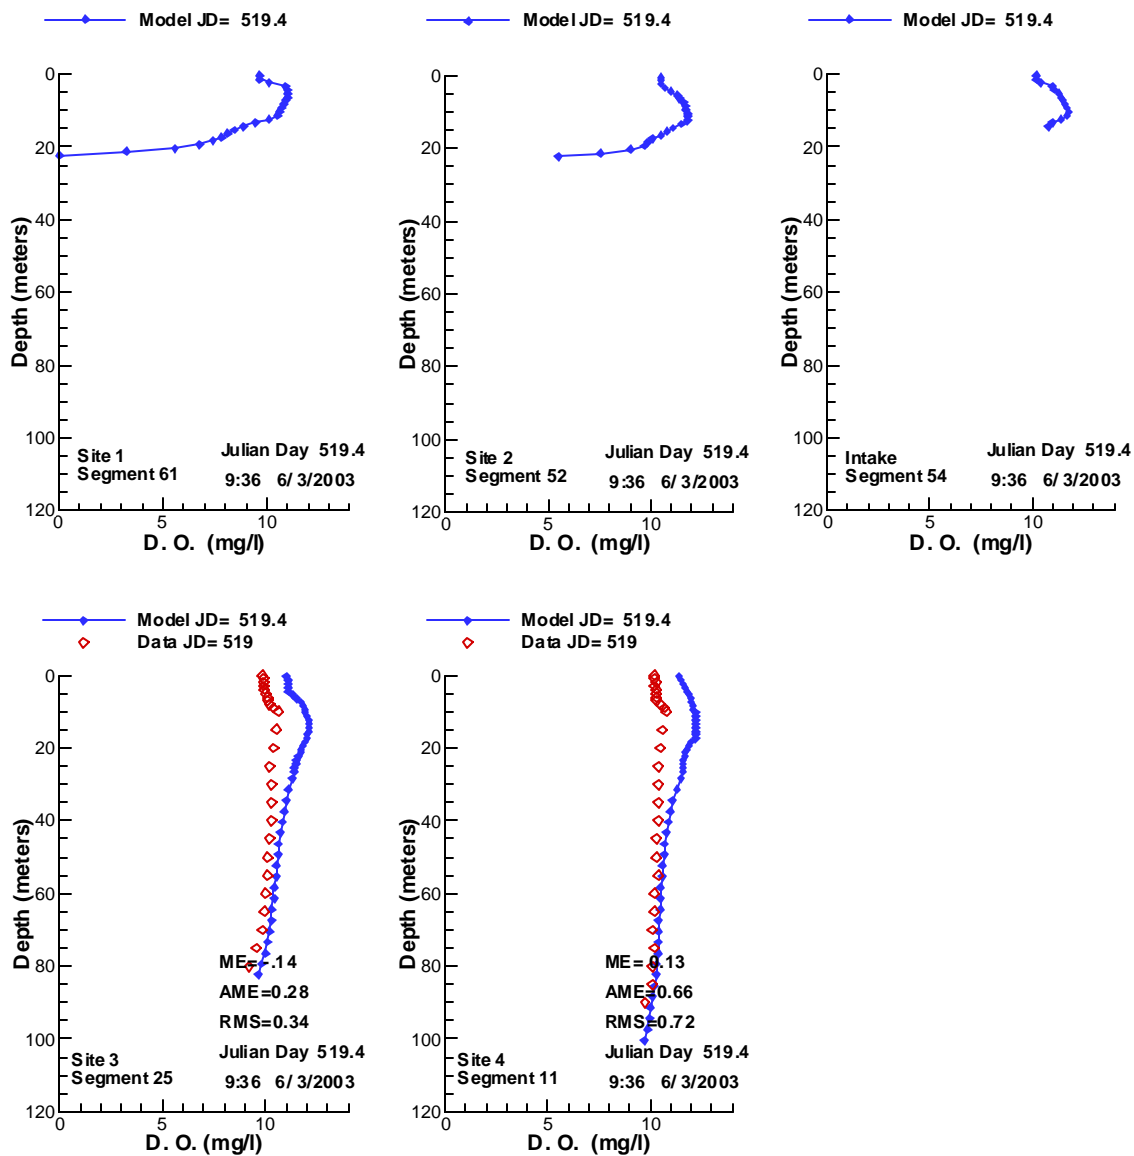 Model JD= 519.4
0
20
40
60
80
100
120
Depth (meters)
Site 1
Segment 61
Julian Day 519.4
9:36 6/ 3/2003
0 5 10
D. O. (mg/l)
Model JD= 519.4
0
20
40
60
80
100
120
Depth (meters)
Site 2
Segment 52
Julian Day 519.4
9:36 6/ 3/2003
0 5 10
D. O. (mg/l)
Model JD= 519.4
0
20
40
60
80
100
120
Depth (meters)
Intake
Segment 54
Julian Day 519.4
9:36 6/ 3/2003
0 5 10
D. O. (mg/l)
Model JD= 519.4
Data JD= 519
0
20
40
60
80
100
120
Depth (meters)
AME=0.28
RMS=0.34
Site 3
Segment 25
Julian Day 519.4
9:36 6/ 3/2003
0 5 10
D. O. (mg/l)
Model JD= 519.4
Data JD= 519
0
20
40
60
80
100
120
Depth (meters)
ME= 0.13
AME=0.66
RMS=0.72
Site 4
Segment 11
Julian Day 519.4
9:36 6/ 3/2003
0 5 10
D. O. (mg/l)